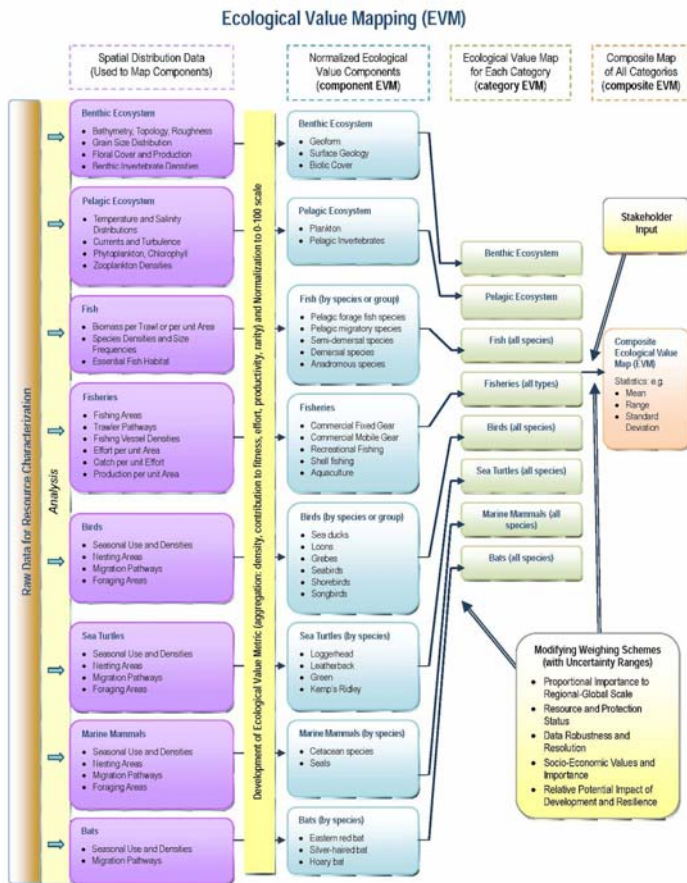 Ecological Value Mapping (EVM)
Spatial Distribution Data
(Used to Map Components)
Normalized Ecological
Value Components
(component EVM)
Ecological Value Map
for Each Category
(category EVM)
Composite Map
of All Categories
(composite EVM)
Raw Data for Resource Characterization
Analysis
Benthic Ecosystem
• Bathymetry, Topology, Roughness
• Grain Size Distribution
• Floral Cover and Production
• Benthic Invertebrate Densities
Pelagic Ecosystem
• Temperature and Salinity
Distributions
• Currents and Turbulence
• Phytoplankton, Chlorophyll
• Zooplankton Densities
Fish
• Biomass per Trawl or per unit Area
• Species Densities and Size
Frequencies
• Essential Fish Habitat
Fisheries
• Fishing Areas
• Trawler Pathways
• Fishing Vessel Densities
• Effort per unit Area
• Catch per unit Effort
• Production per unit Area
Birds
• Seasonal Use and Densities
• Nesting Areas
• Migration Pathways
• Foraging Areas
Sea Turtles
• Seasonal Use and Densities
• Nesting Areas
• Migration Pathways
• Foraging Areas
Marine Mammals
• Seasonal Use and Densities
• Nesting Areas
• Migration Pathways
• Foraging Areas
Bats
• Seasonal Use and Densities
• Migration Pathways
Development of Ecological Value Metric (aggregation: density, contribution to fitness, effort, productivity, rarity) and Normalization to 0-100 scale
Benthic Ecosystem
• Geoform
• Surface Geology
• Biotic Cover
Pelagic Ecosystem
• Plankton
• Pelagic Invertebrates
Fish (by species or group)
• Pelagic forage fish species
• Pelagic migratory species
• Semi-demersal species
• Demersal species
• Anadromous species
Fisheries
• Commercial Fixed Gear
• Commercial Mobile Gear
• Recreational Fishing
• Shell fishing
• Aquaculture
Birds (by species or group)
• Sea ducks
• Loons
• Grebes
• Seabirds
• Shorebirds
• Songbirds
Sea Turtles (by species)
• Loggerhead
• Leatherback
• Green
• Kemp's Ridley
Marine Mammals (by species)
• Cetacean species
• Seals
Bats (by species)
• Eastern red bat
• Silver-haired bat
• Hoary bat
Benthic Ecosystem
Pelagic Ecosystem
Fish (all species)
Fisheries (all types)
Birds (all species)
Sea Turtles (all species)
Marine Mammals (all
species)
Bats (all species)
Stakeholder
Input
Composite
Ecological Value
Map (EVM)
Statistics: e.g.
• Mean
• Range
• Standard
Deviation
Modifying Weighing Schemes
(with Uncertainty Ranges)
• Proportional Importance to
Regional-Global Scale
• Resource and Protection
Status
• Data Robustness and
Resolution
• Socio-Economic Values and
Importance
• Relative Potential Impact of
Development and Resilience